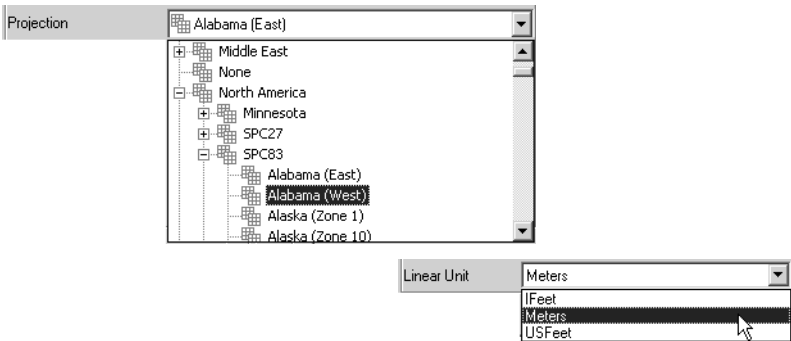 Projection
Alabama (East)
Middle East
None
North America
Minnesota
SPC27
SPC83
Alabama (East)
Alabama (West)
Alaska (Zone 1)
Alaska (Zone 10)
Linear Unit
Meters
IFeet
Meters
USFeet